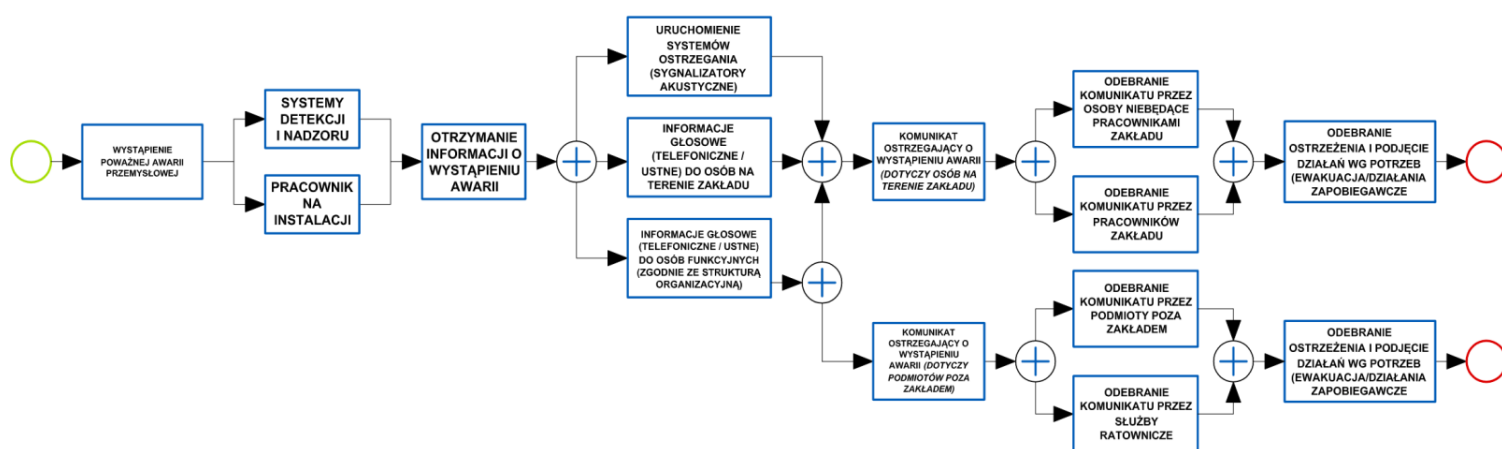 WYSTĄPIENIE
POWAŻNEJ AWARII
PRZEMYSŁOWEJ
SYSTEMY
DETEKCJI
I NADZORU
PRACOWNIK
NA
INSTALACJI
OTRZYMANIE
INFORMACJI O
WYSTĄPIENIU
AWARII
URUCHOMIENIE
SYSTEMÓW
OSTRZEGANIA
(SYGNALIZATORY
AKUSTYCZNE)
INFORMACJE
GŁOSOWE
(TELEFONICZNE /
USTNE) DO OSÓB NA
TERENIE ZAKŁADU
INFORMACJE GŁOSOWE
(TELEFONICZNE / USTNE)
DO OSÓB FUNKCYJNYCH
(ZGODNIE ZE STRUKTURĄ
ORGANIZACYJNĄ)
KOMUNIKAT
OSTRZEGAJĄCY O
WYSTĄPIENIU AWARII
(DOTYCZY OSÓB NA
TERENIE ZAKŁADU)
ODEBRANIE
KOMUNIKATU PRZEZ
OSOBY NIEBĘDĄCE
PRACOWNIKAMI
ZAKŁADU
ODEBRANIE
KOMUNIKATU PRZEZ
PRACOWNIKÓW
ZAKŁADU
ODEBRANIE
OSTRZEŻENIA I PODJĘCIE
DZIAŁAŃ WG POTRZEB
(EWAKUACJA/DZIAŁANIA
ZAPOBIEGAWCZE
KOMUNIKAT
OSTRZEGAJĄCY O
WYSTĄPIENIU
AWARII (DOTYCZY
PODMIOTÓW POZA
ZAKŁADEM)
ODEBRANIE
KOMUNIKATU PRZEZ
PODMIOTY POZA
ZAKŁADEM
ODEBRANIE
KOMUNIKATU PRZEZ
SŁUŻBY
RATOWNICZE
ODEBRANIE
OSTRZEŻENIA I PODJĘCIE
DZIAŁAŃ WG POTRZEB
(EWAKUACJA/DZIAŁANIA
ZAPOBIEGAWCZE